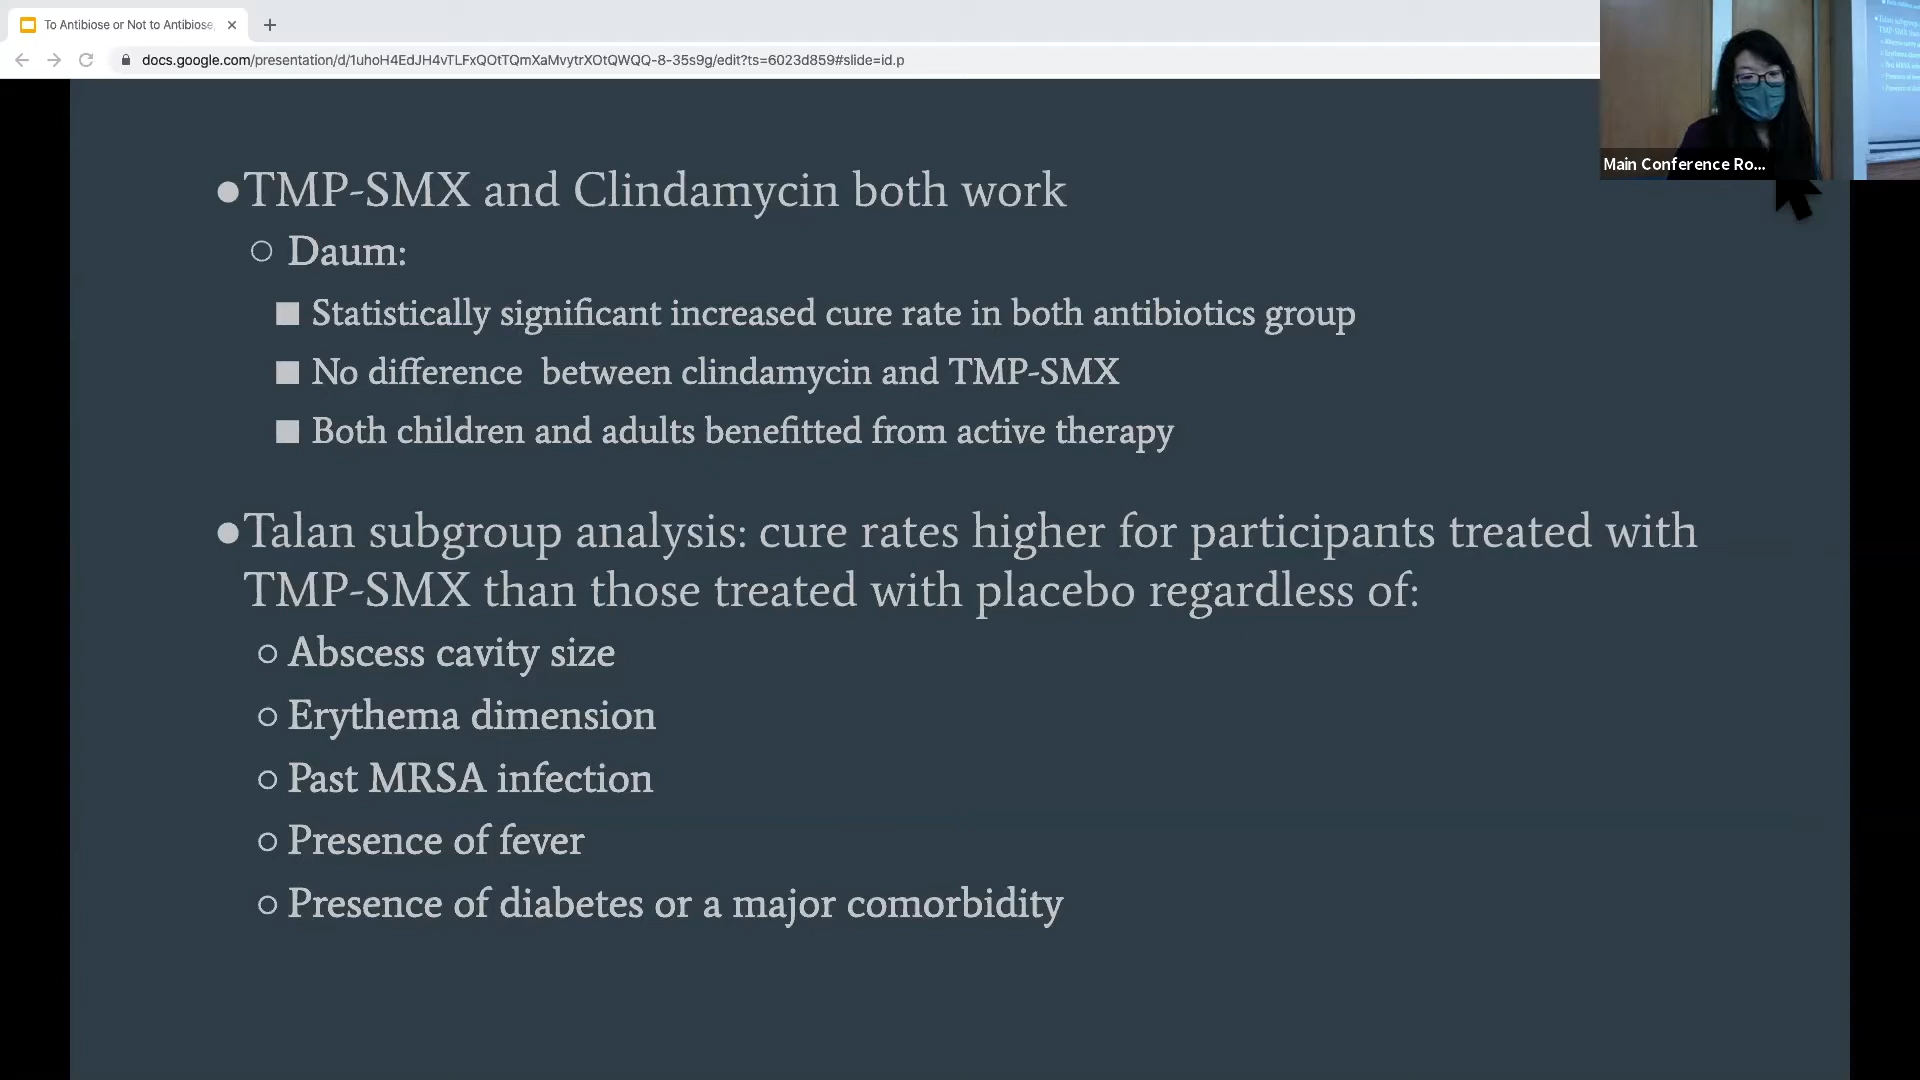 To Antibiose or Not to Antibiose,
docs.google.com/presentation/d/1uhoH4EdJH4vTLFxQOtTQmXaMvytrXOtQWQQ-8-35s9g/edit?ts=6023d859#slide=id.p
Main Conference Ro...
●TMP-SMX and Clindamycin both work
○ Daum:
■ Statistically significant increased cure rate in both antibiotics group
■ No difference between clindamycin and TMP-SMX
■ Both children and adults benefitted from active therapy
●Talan subgroup analysis: cure rates higher for participants treated with
TMP-SMX than those treated with placebo regardless of:
○ Abscess cavity size
○ Erythema dimension
○ Past MRSA infection
○ Presence of fever
○ Presence of diabetes or a major comorbidity